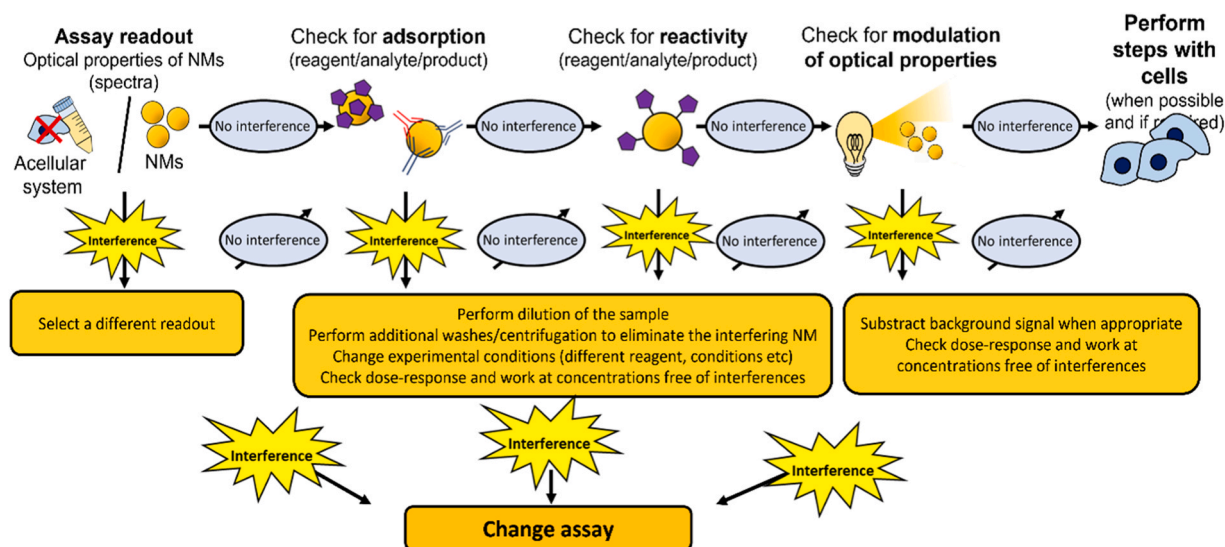 Assay readout
Optical properties of NMs
(spectra)
Acellular
system
NMs
No interference
Check for adsorption
(reagent/analyte/product)
No interference
Check for reactivity
(reagent/analyte/product)
No interference
Check for modulation
of optical properties
No interference
Perform
steps with
cells
(when possible
and if
Interference
No interference
Interference
No interference
Interference
No interference
Interference
No interference
Select a different readout
Perform dilution of the sample
Perform additional washes/centrifugation to eliminate the interfering NM
Change experimental conditions (different reagent, conditions etc)
Check dose-response and work at concentrations free of interferences
Substract background signal when appropriate
Check dose-response and work at
concentrations free of interferences
Interference
Interference
Interference
Change assay